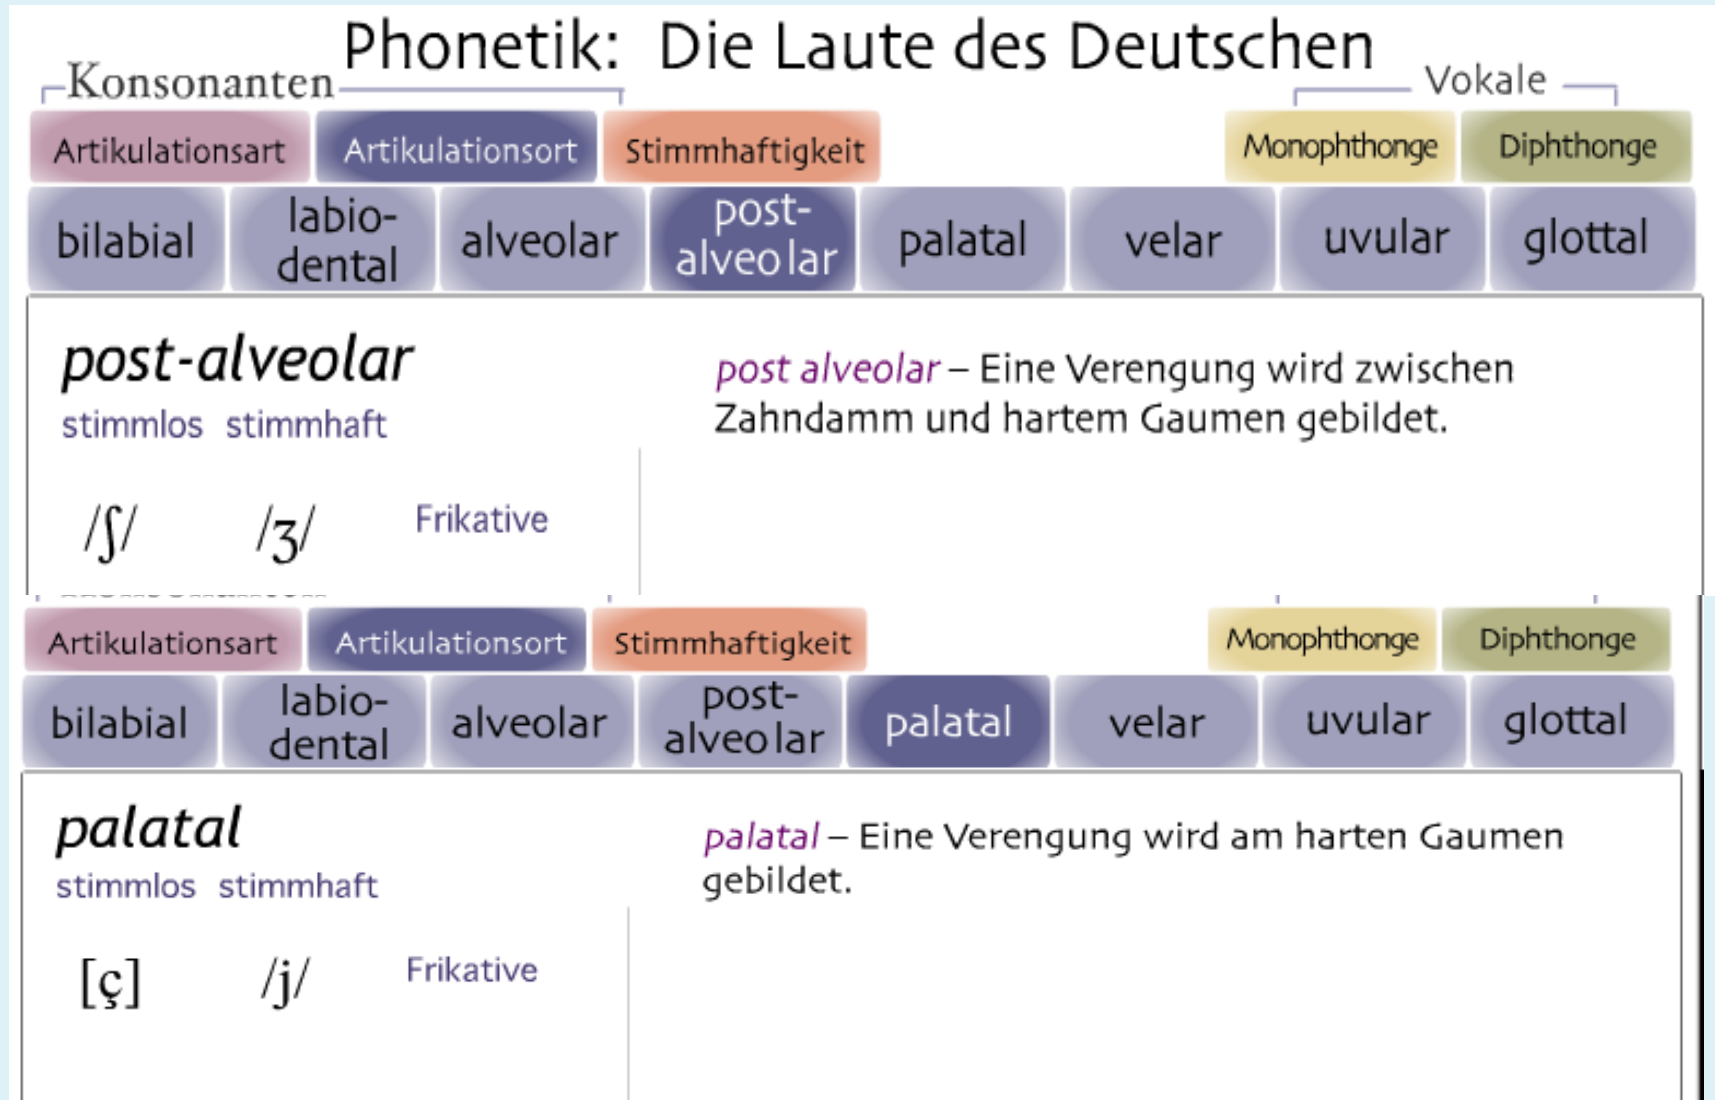 Phonetik: Die Laute des Deutschen
Konsonanten
Vokale
Artikulationsart Artikulationsort Stimmhaftigkeit Monophthonge Diphthonge
bilabial labio-dental alveolar post-alveolar palatal velar uvular glottal
post-alveolar
stimmlos stimmhaft
/ʃ/ /ʒ/ Frikative
post alveolar – Eine Verengung wird zwischen
Zahndamm und hartem Gaumen gebildet.
Artikulationsart Artikulationsort Stimmhaftigkeit Monophthonge Diphthonge
bilabial labio-dental alveolar post-alveolar palatal velar uvular glottal
palatal
stimmlos stimmhaft
[ç] /j/ Frikative
palatal – Eine Verengung wird am harten Gaumen
gebildet.